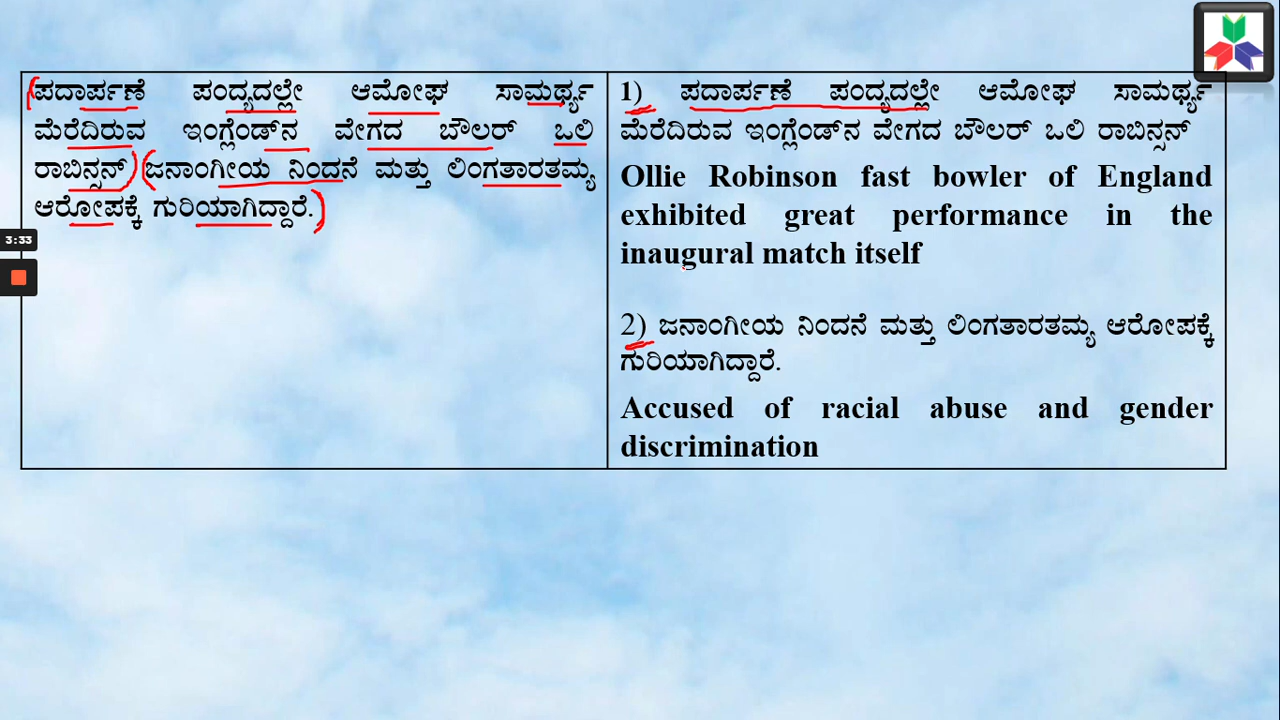 ಪದಾರ್ಪಣೆ ಪಂದ್ಯದಲ್ಲೇ ಆಮೋಘ ಸಾಮರ್ಥ್ಯ
ಮೆರೆದಿರುವ ಇಂಗ್ಲೆಂಡ್‌ನ ವೇಗದ ಬೌಲರ್ ಒಲಿ
ರಾಬಿನ್ಸನ್ ಜನಾಂಗೀಯ ನಿಂದನೆ ಮತ್ತು ಲಿಂಗತಾರತಮ್ಯ
ಆರೋಪಕ್ಕೆ ಗುರಿಯಾಗಿದ್ದಾರೆ.
3:33
1) ಪದಾರ್ಪಣೆ ಪಂದ್ಯದಲ್ಲೇ ಆಮೋಘ ಸಾಮರ್ಥ್ಯ
ಮೆರೆದಿರುವ ಇಂಗ್ಲೆಂಡ್‌ನ ವೇಗದ ಬೌಲರ್ ಒಲಿ ರಾಬಿನ್ಸನ್
Ollie Robinson fast bowler of England
exhibited great performance in the
inaugural match itself
2) ಜನಾಂಗೀಯ ನಿಂದನೆ ಮತ್ತು ಲಿಂಗತಾರತಮ್ಯ ಆರೋಪಕ್ಕೆ
ಗುರಿಯಾಗಿದ್ದಾರೆ.
Accused of racial abuse and gender
discrimination